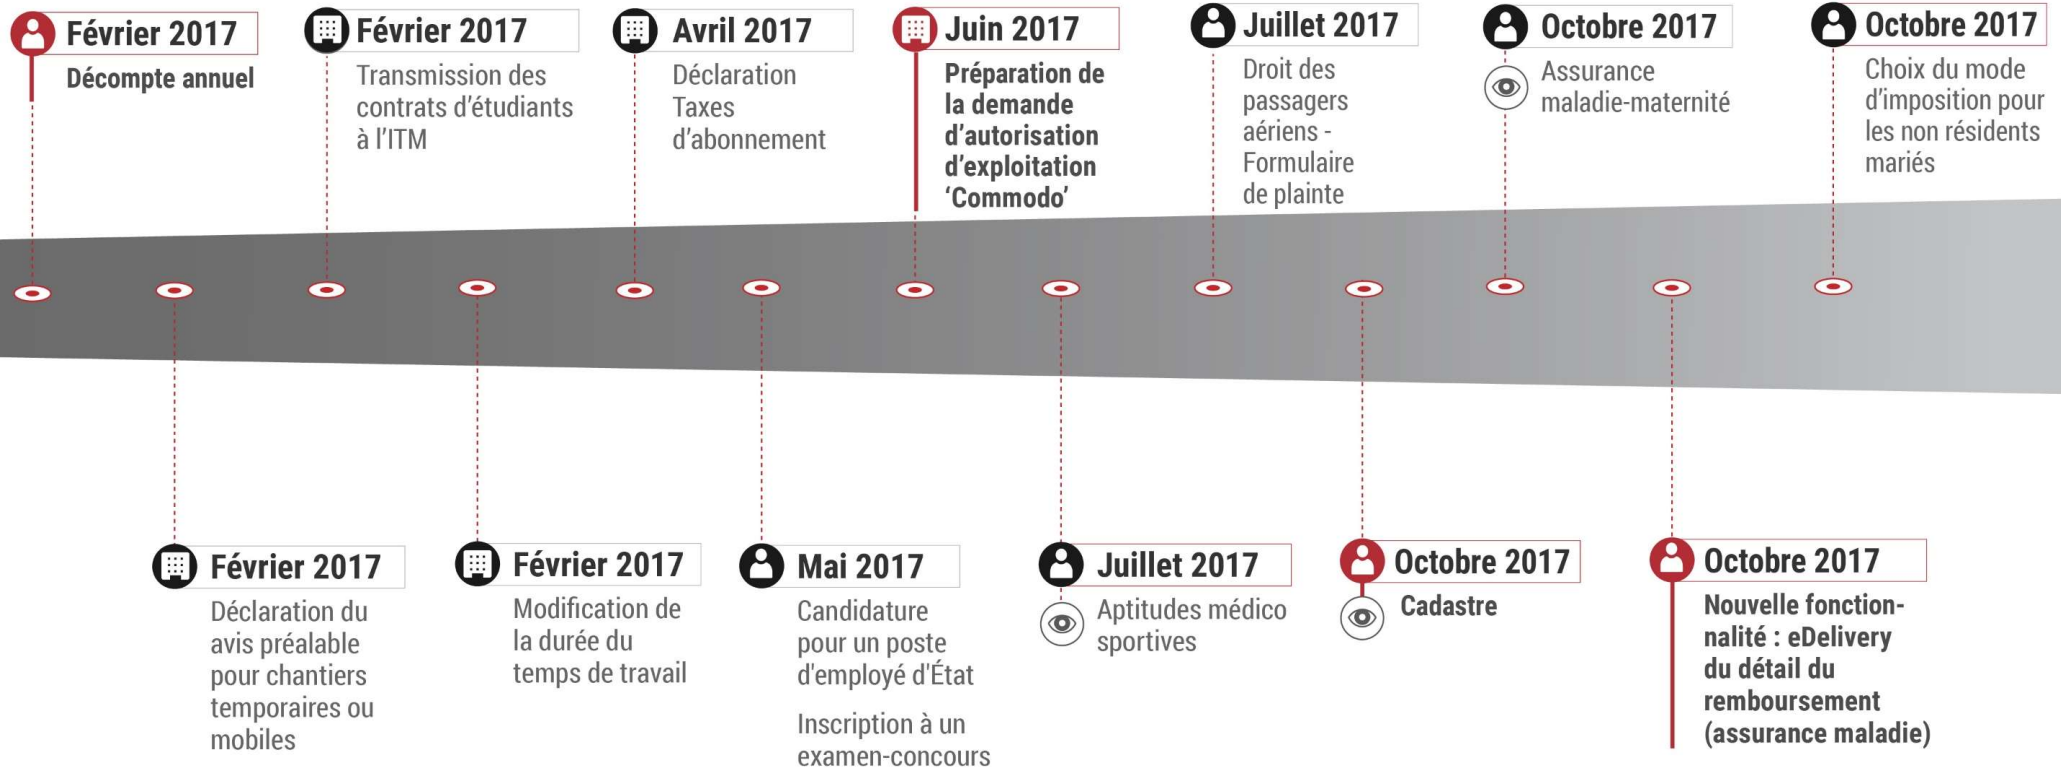 Février 2017
Décompte annuel
Février 2017
Transmission des
contrats d'étudiants
à l'ITM
Avril 2017
Déclaration
Taxes
d'abonnement
Juin 2017
Préparation de
la demande
d'autorisation
d'exploitation
‘Commodo’
Juillet 2017
Droit des
passagers
aériens -
Formulaire
de plainte
Octobre 2017
Assurance
maladie-maternité
Octobre 2017
Choix du mode
d'imposition pour
les non résidents
mariés
Février 2017
Déclaration du
avis préalable
pour chantiers
temporaires ou
mobiles
Février 2017
Modification de
la durée du
temps de travail
Mai 2017
Candidature
pour un poste
d'employé d'État
Inscription à un
examen-concours
Juillet 2017
Aptitudes médico
sportives
Octobre 2017
Cadastre
Octobre 2017
Nouvelle fonction-
nalité : eDelivery
du détail du
remboursement
(assurance maladie)